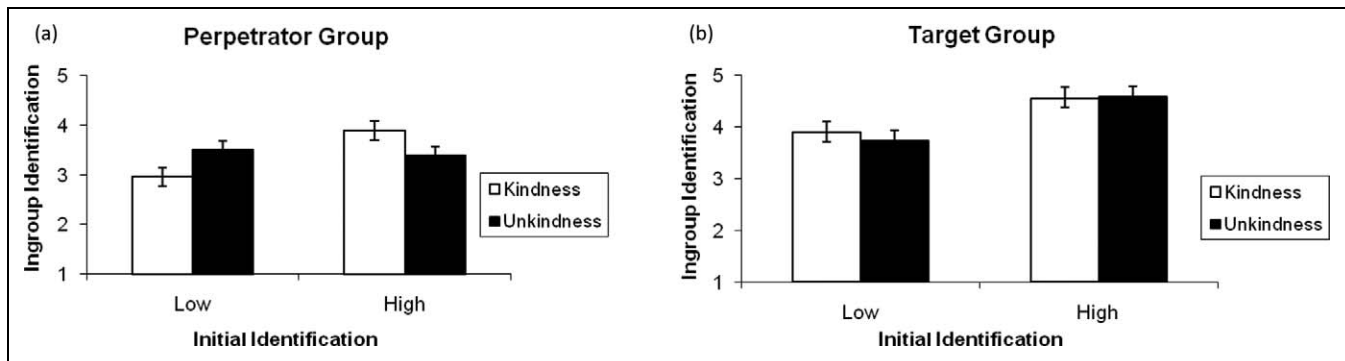 (a)
Perpetrator Group
Ingroup Identification
5
4
3
2
1
Low High
Initial Identification
Kindness
Unkindness
(b)
Target Group
Ingroup Identification
5
4
3
2
1
Low High
Initial Identification
Kindness
Unkindness